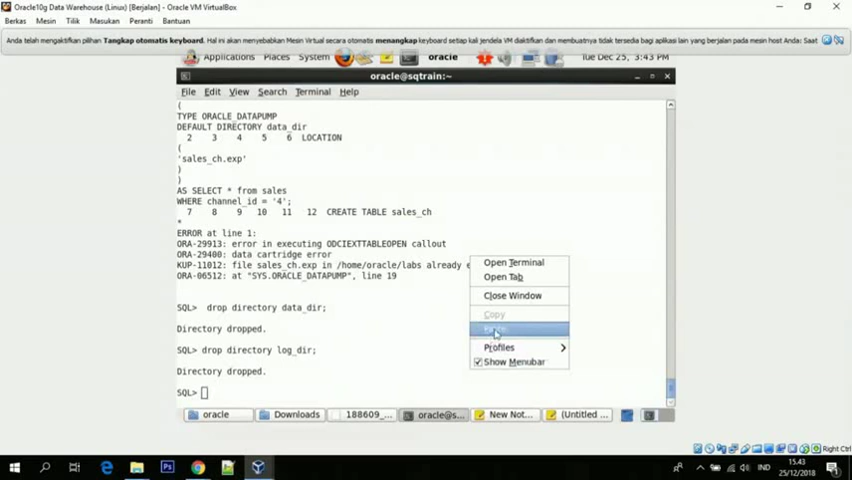 Oracle10g Data Warehouse (Linux) [Berjalan] - Oracle VM VirtualBox
Berkas Mesin Tilik Masukan Peranti Bantuan
Anda telah mengaktifkan pilihan Tangkap otomatis keyboard. Hal ini akan menyebabkan Mesin Virtual secara otomatis menangkap keyboard setiap kali jendela VM diaktifkan dan membuatnya tidak tersedia bagi aplikasi lain yang berjalan pada mesin host Anda: Saat
Applications Places System oracle Tue Dec 25, 3:43 PM
oracle@sqtrain:~
File Edit View Search Terminal Help
(
TYPE ORACLE_DATAPUMP
DEFAULT DIRECTORY data_dir
2 3 4 5 6 LOCATION
(
'sales_ch.exp'
)
)
AS SELECT * from sales
WHERE channel_id = '4';
7 8 9 10 11 12 CREATE TABLE sales_ch
*
ERROR at line 1:
ORA-29913: error in executing ODCIEXTTABLEOPEN callout
ORA-29400: data cartridge error
KUP-11012: file sales_ch.exp in /home/oracle/labs already e
ORA-06512: at "SYS.ORACLE_DATAPUMP", line 19
SQL> drop directory data_dir;
Directory dropped.
SQL> drop directory log_dir;
Directory dropped.
SQL>
Open Terminal
Open Tab
Close Window
Copy
Paste
Profiles
Show Menubar
oracle Downloads 188609_... oracle@s... New Not... (Untitled ...
Right Ctrl
IND
15.43
25/12/2018